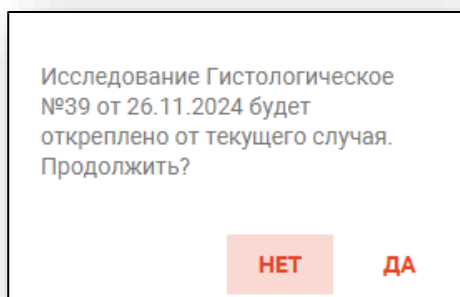 Исследование Гистологическое
№39 от 26.11.2024 будет
откреплено от текущего случая.
Продолжить?
НЕТ ДА